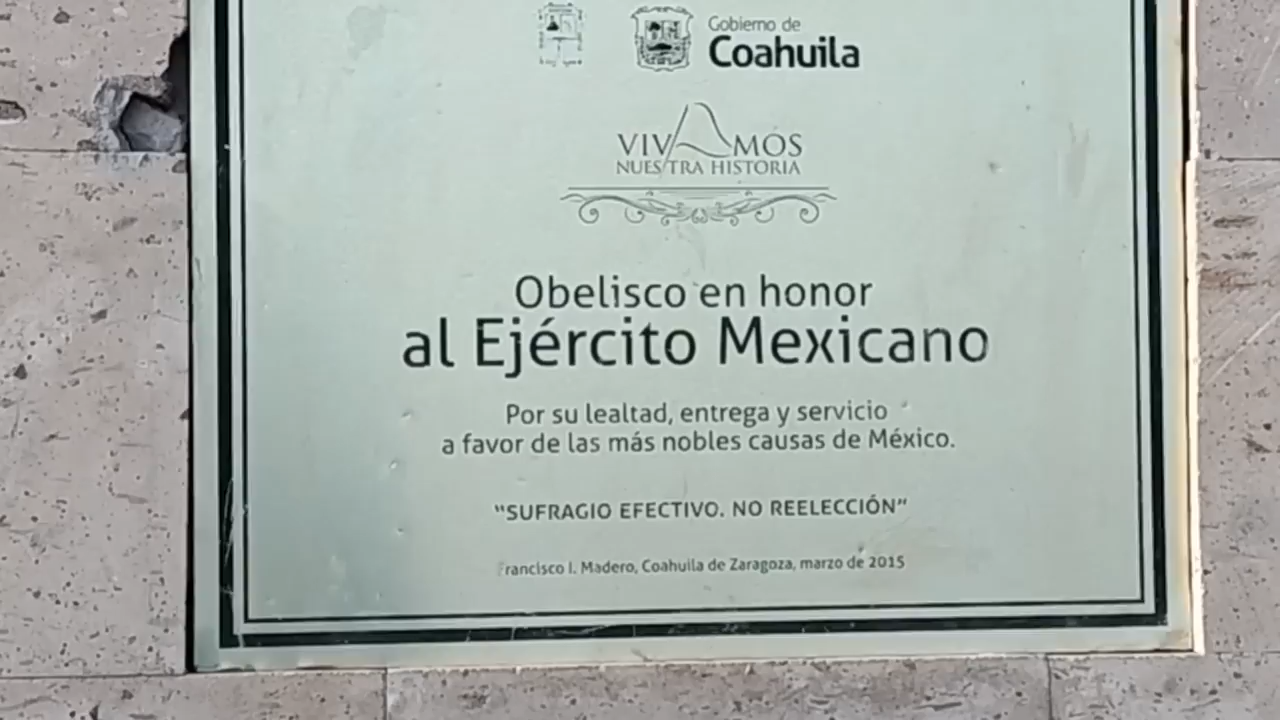 Gobierno de
Coahuila
VIVAMOS
NUESTRA HISTORIA
Obelisco en honor
al Ejército Mexicano
Por su lealtad, entrega y servicio
a favor de las más nobles causas de México.
"SUFRAGIO EFECTIVO. NO REELECCIÓN"
Francisco I. Madero, Coahuila de Zaragoza, marzo de 2015